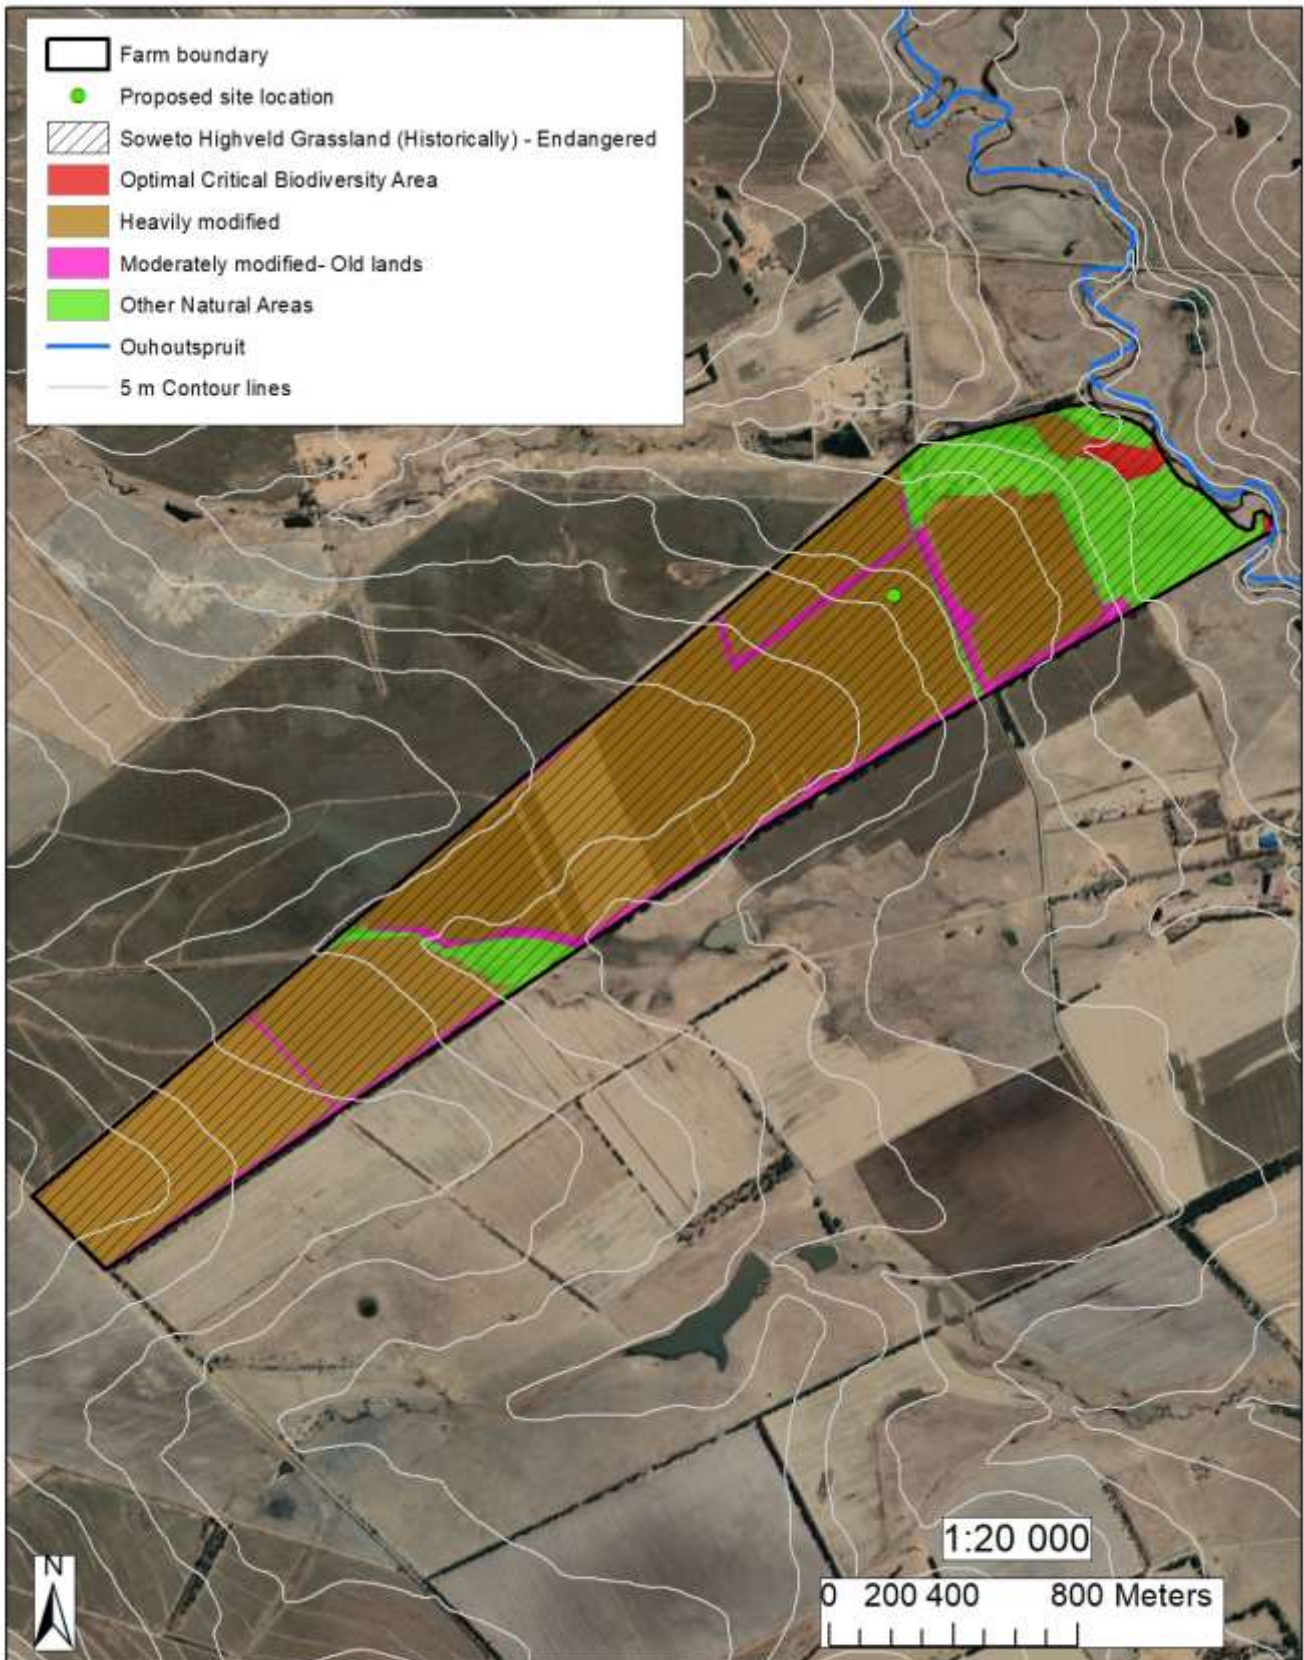 Farm boundary
Proposed site location
Soweto Highveld Grassland (Historically) - Endangered
Optimal Critical Biodiversity Area
Heavily modified
Moderately modified- Old lands
Other Natural Areas
Ouhoutspruit
5 m Contour lines
N
1:20 000
0 200 400 800 Meters